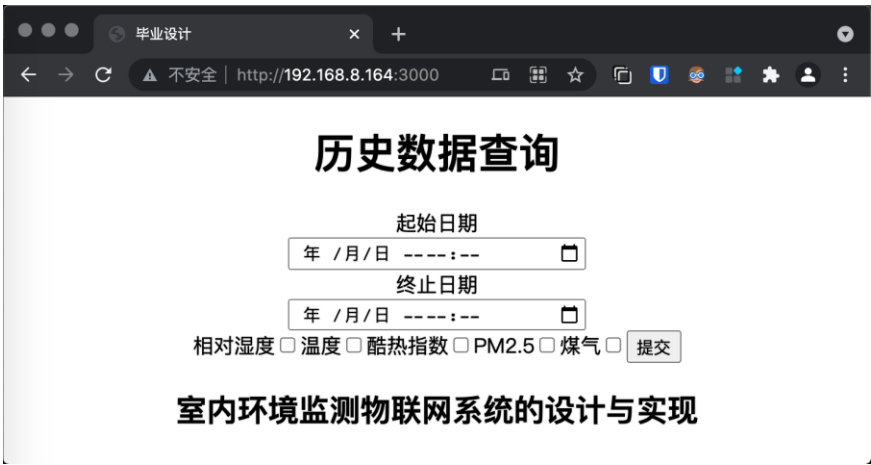 毕业设计
不安全 http://192.168.8.164:3000
历史数据查询
起始日期
年 /月/日 ----:--
终止日期
年 /月/日 ----:--
相对湿度 温度 酷热指数 PM2.5 煤气 提交
室内环境监测物联网系统的设计与实现